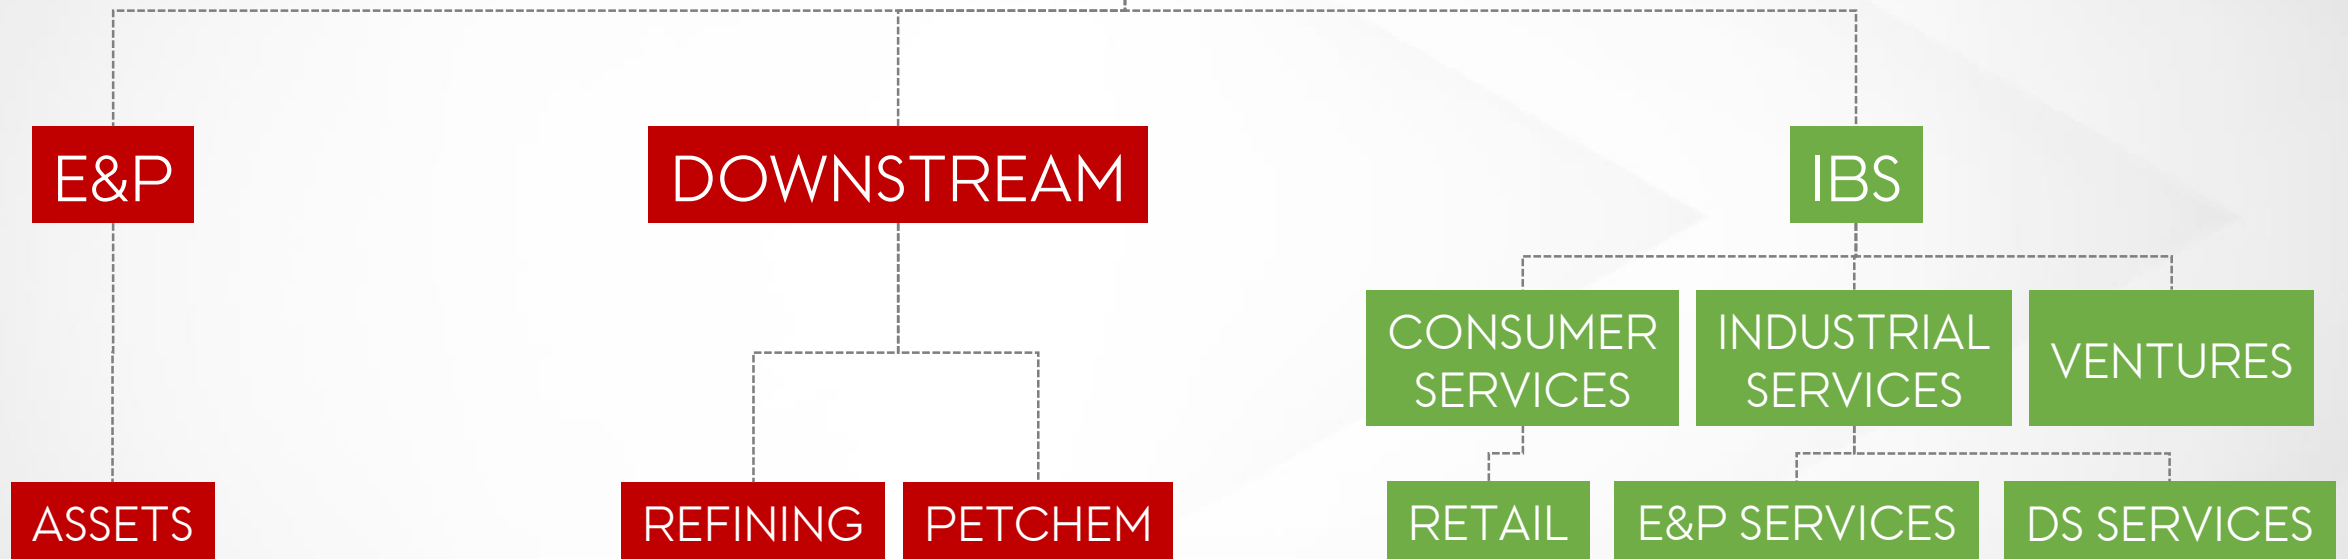 E&P
DOWNSTREAM
IBS
CONSUMER
SERVICES
INDUSTRIAL
SERVICES
VENTURES
ASSETS
REFINING
PETCHEM
RETAIL
E&P SERVICES
DS SERVICES